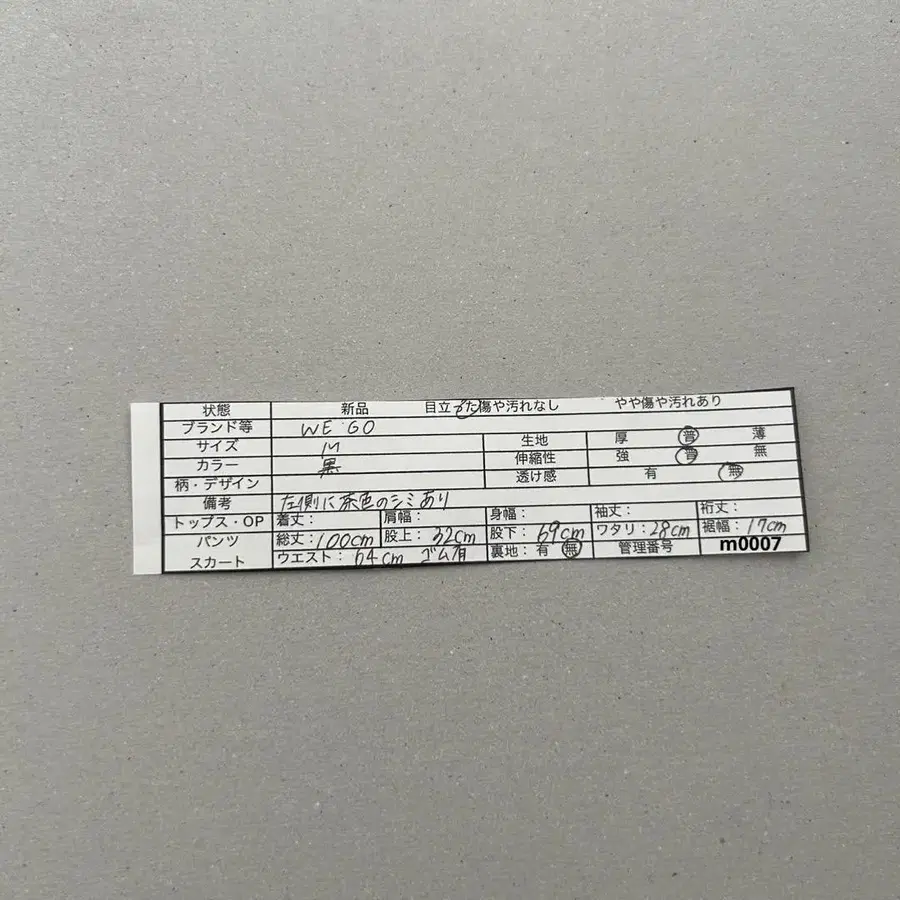 状態 新品 目立った傷や汚れなし やや傷や汚れあり
ブランド等 WE GO
サイズ M 生地 厚 普 薄
カラー 黒 伸縮性 強 普 無
柄・デザイン 透け感 有 無
備考 左側に茶色のシミあり
トップス・OP 着丈： 肩幅： 身幅： 袖丈： 裄丈：
パンツ 総丈：100cm 股上：32cm 股下：69cm ワタリ：28cm 裾幅：17cm
スカート ウエスト：64cm ゴム有 裏地：有 無 管理番号 m0007